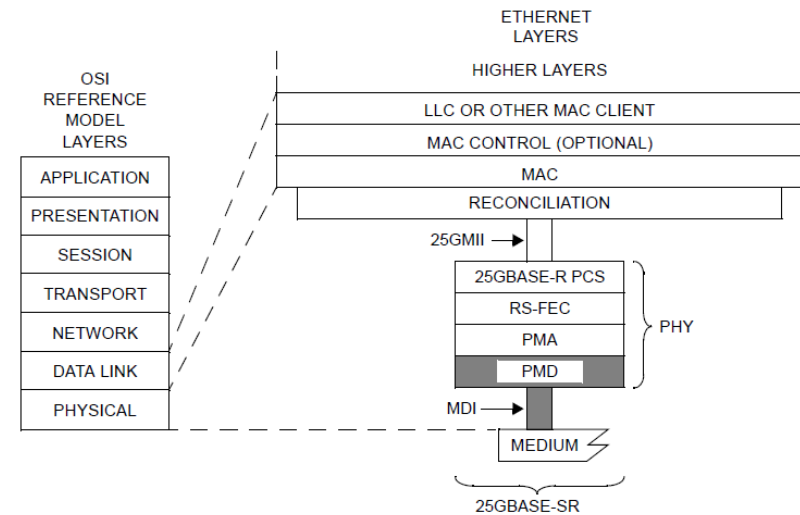 ETHERNET
LAYERS
HIGHER LAYERS
OSI
REFERENCE
MODEL
LAYERS
LLC OR OTHER MAC CLIENT
MAC CONTROL (OPTIONAL)
MAC
RECONCILIATION
APPLICATION
PRESENTATION
SESSION
TRANSPORT
NETWORK
DATA LINK
PHYSICAL
25GMII
25GBASE-R PCS
RS-FEC
PMA
PMD
PHY
MDI
MEDIUM
25GBASE-SR